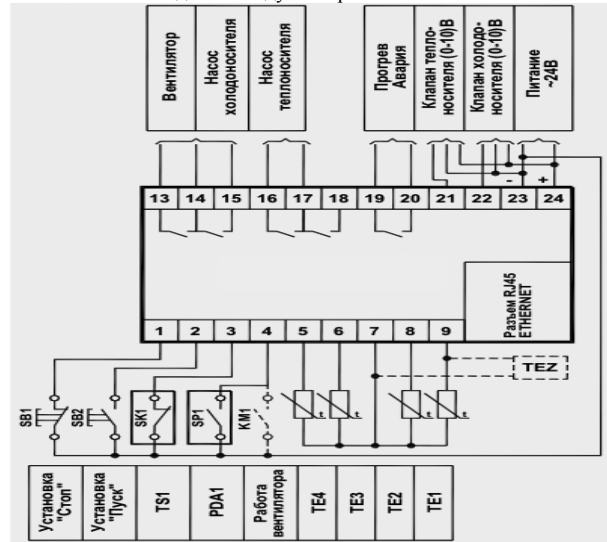 Вентилятор
Насос
холодоносителя
Насос
теплоносителя
Прогрев
Авария
Клапан тепло-
носителя (0-10)В
Клапан холодо-
носителя (0-10)В
Питание
~24В
- +
13 14 15 16 17 18 19 20 21 22 23 24
Разъем RJ45
ETHERNET
1 2 3 4 5 6 7 8 9
TEZ
SB1
SB2
SK1
SP1
KM1
t t t t
Установка
"Стоп"
Установка
"Пуск"
TS1
PDA1
Работа
вентилятора
TE4
TE3
TE2
TE1